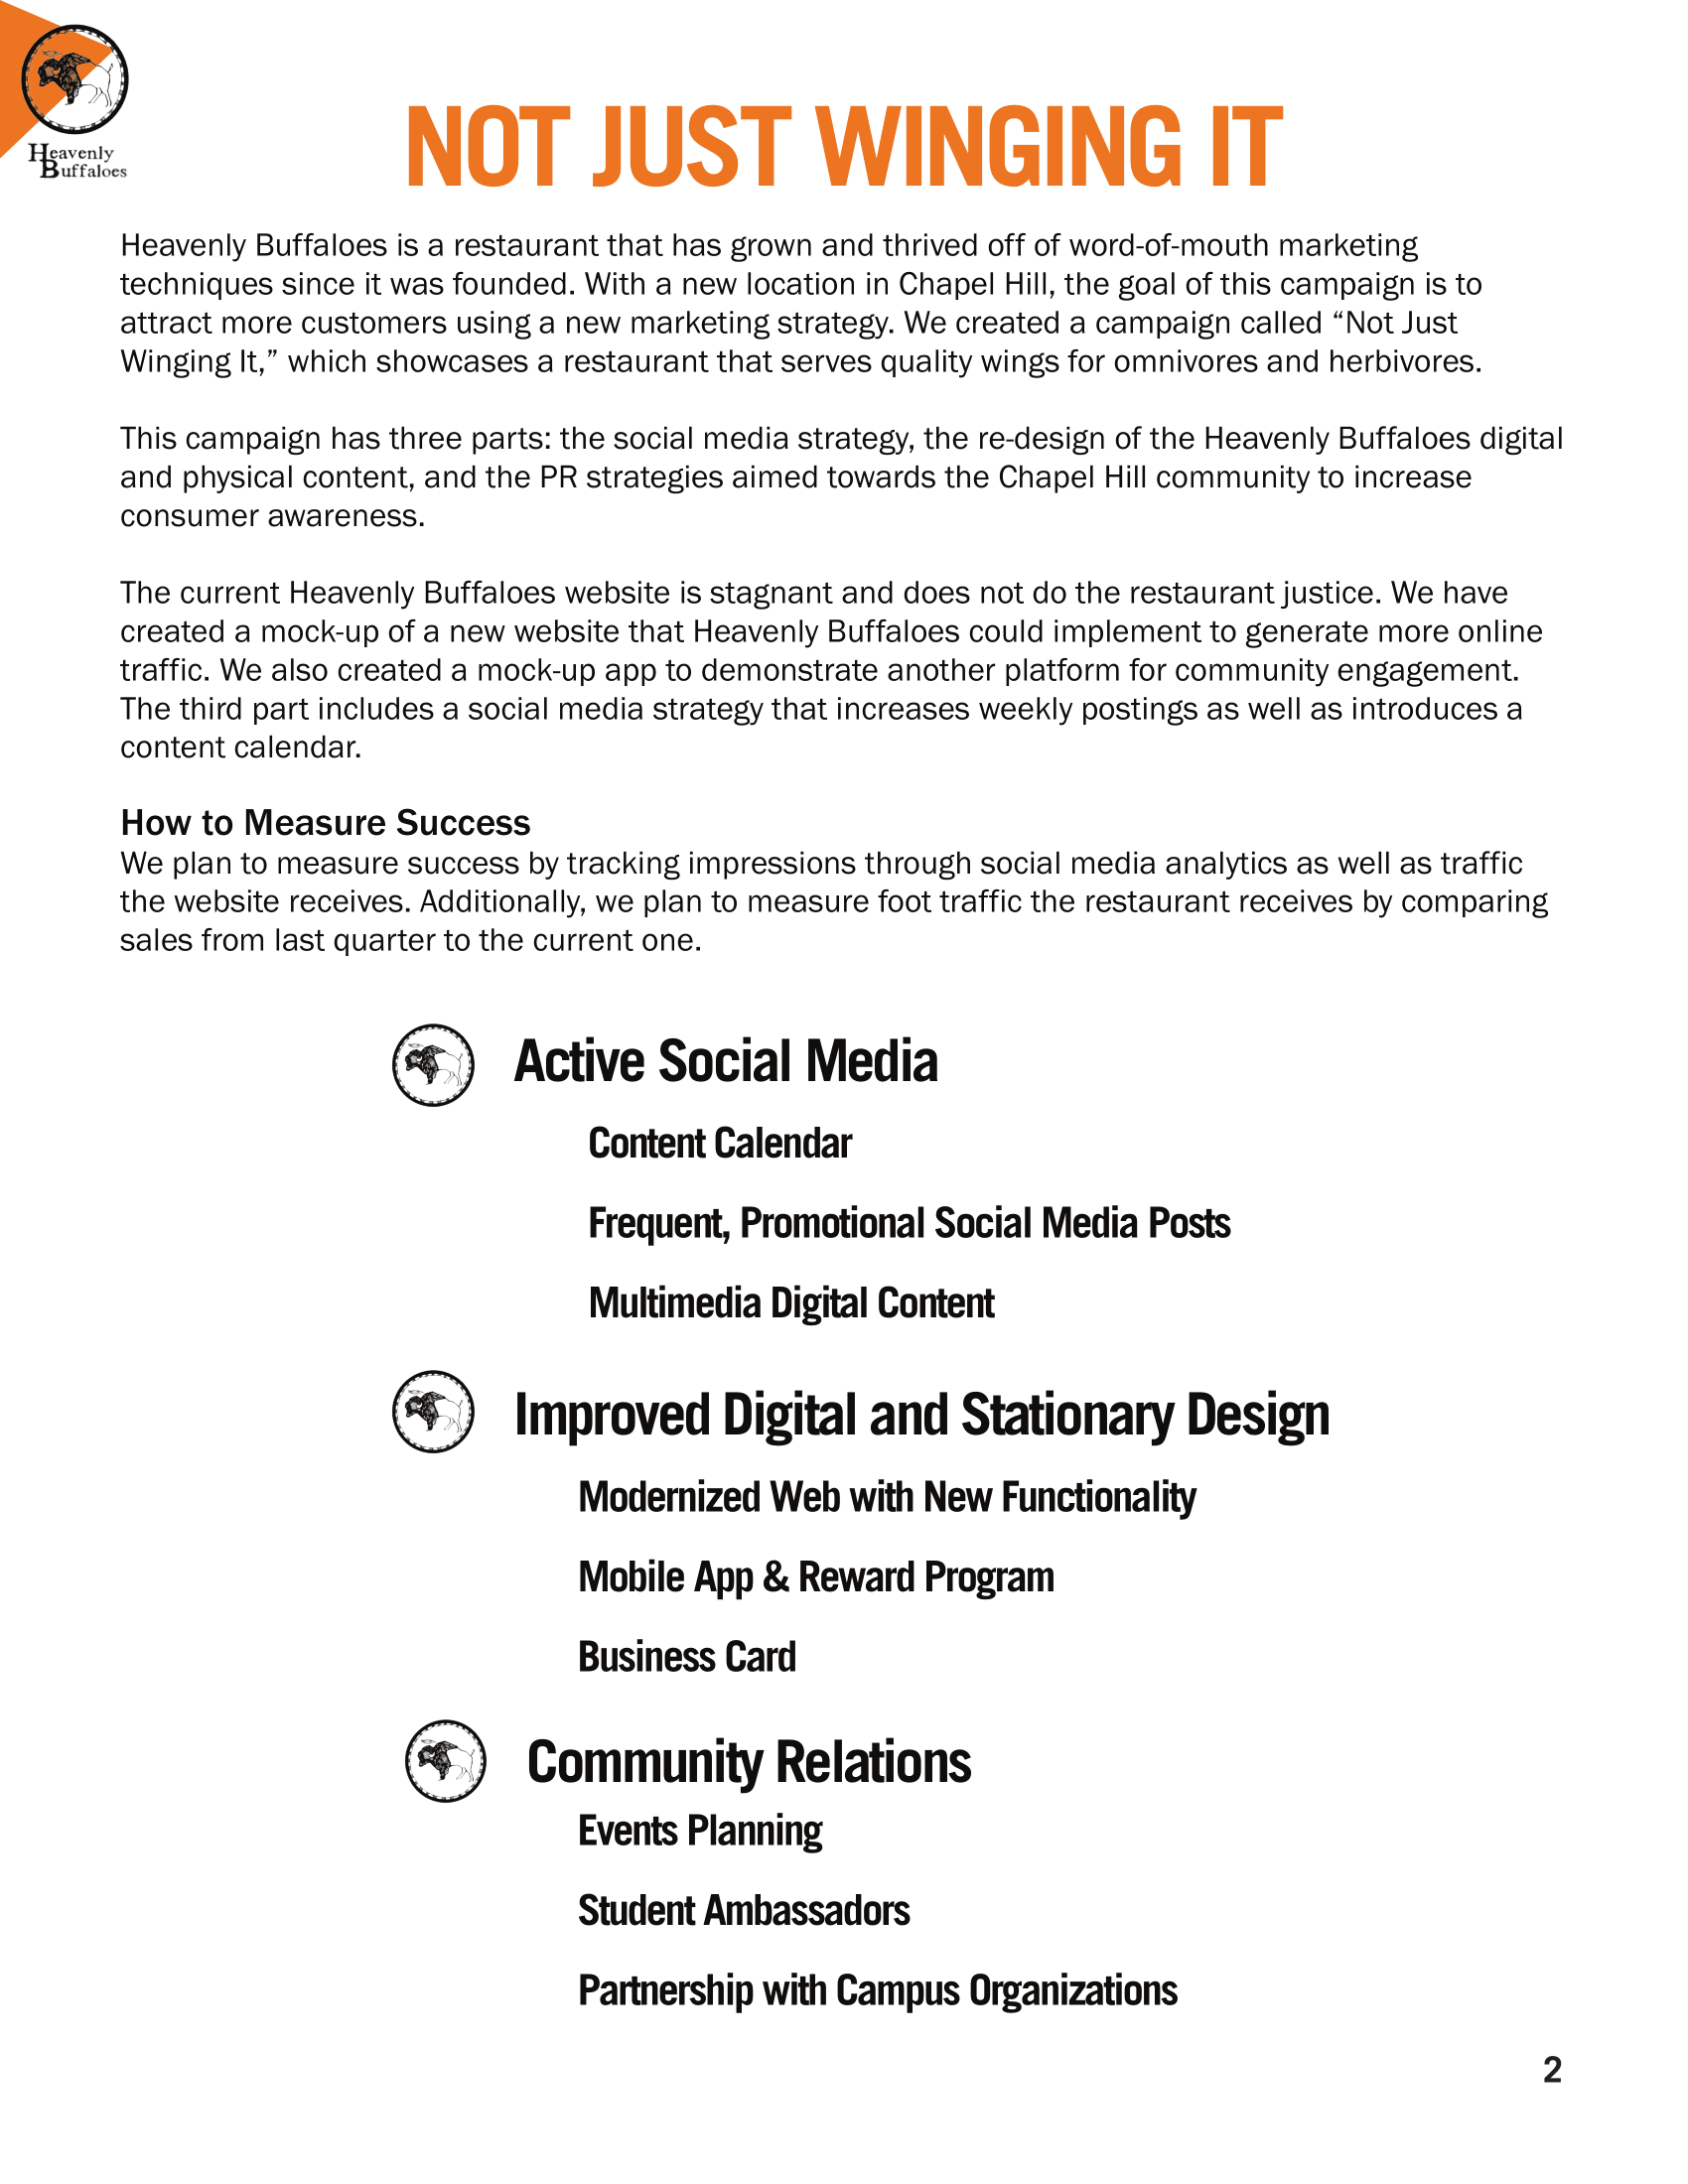 Heavenly
Buffaloes
NOT JUST WINGING IT
Heavenly Buffaloes is a restaurant that has grown and thrived off of word-of-mouth marketing
techniques since it was founded. With a new location in Chapel Hill, the goal of this campaign is to
attract more customers using a new marketing strategy. We created a campaign called “Not Just
Winging It,” which showcases a restaurant that serves quality wings for omnivores and herbivores.
This campaign has three parts: the social media strategy, the re-design of the Heavenly Buffaloes digital
and physical content, and the PR strategies aimed towards the Chapel Hill community to increase
consumer awareness.
The current Heavenly Buffaloes website is stagnant and does not do the restaurant justice. We have
created a mock-up of a new website that Heavenly Buffaloes could implement to generate more online
traffic. We also created a mock-up app to demonstrate another platform for community engagement.
The third part includes a social media strategy that increases weekly postings as well as introduces a
content calendar.
How to Measure Success
We plan to measure success by tracking impressions through social media analytics as well as traffic
the website receives. Additionally, we plan to measure foot traffic the restaurant receives by comparing
sales from last quarter to the current one.
Active Social Media
Content Calendar
Frequent, Promotional Social Media Posts
Multimedia Digital Content
Improved Digital and Stationary Design
Modernized Web with New Functionality
Mobile App & Reward Program
Business Card
Community Relations
Events Planning
Student Ambassadors
Partnership with Campus Organizations
2